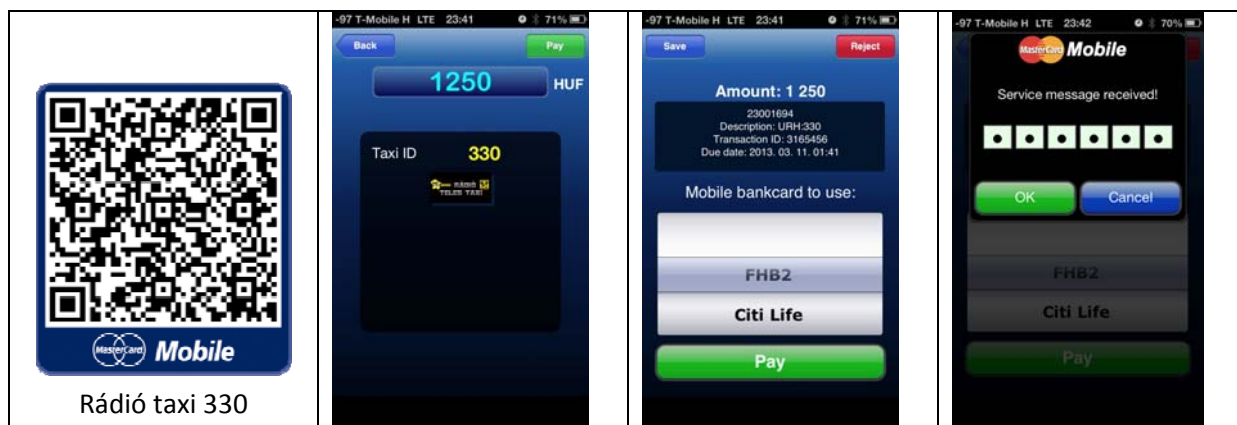 MasterCard Mobile
Rádió taxi 330
-97 T-Mobile H LTE 23:41 71%
Back Pay
1250 HUF
Taxi ID 330
RÁDIÓ
TELE5 TAXI
-97 T-Mobile H LTE 23:41 71%
Save Reject
Amount: 1 250
23001694
Description: URH:330
Transaction ID: 3165456
Due date: 2013. 03. 11. 01:41
Mobile bankcard to use:
FHB2
Citi Life
Pay
-97 T-Mobile H LTE 23:42 70%
MasterCard Mobile
Service message received!
OK Cancel
FHB2
Citi Life
Pay